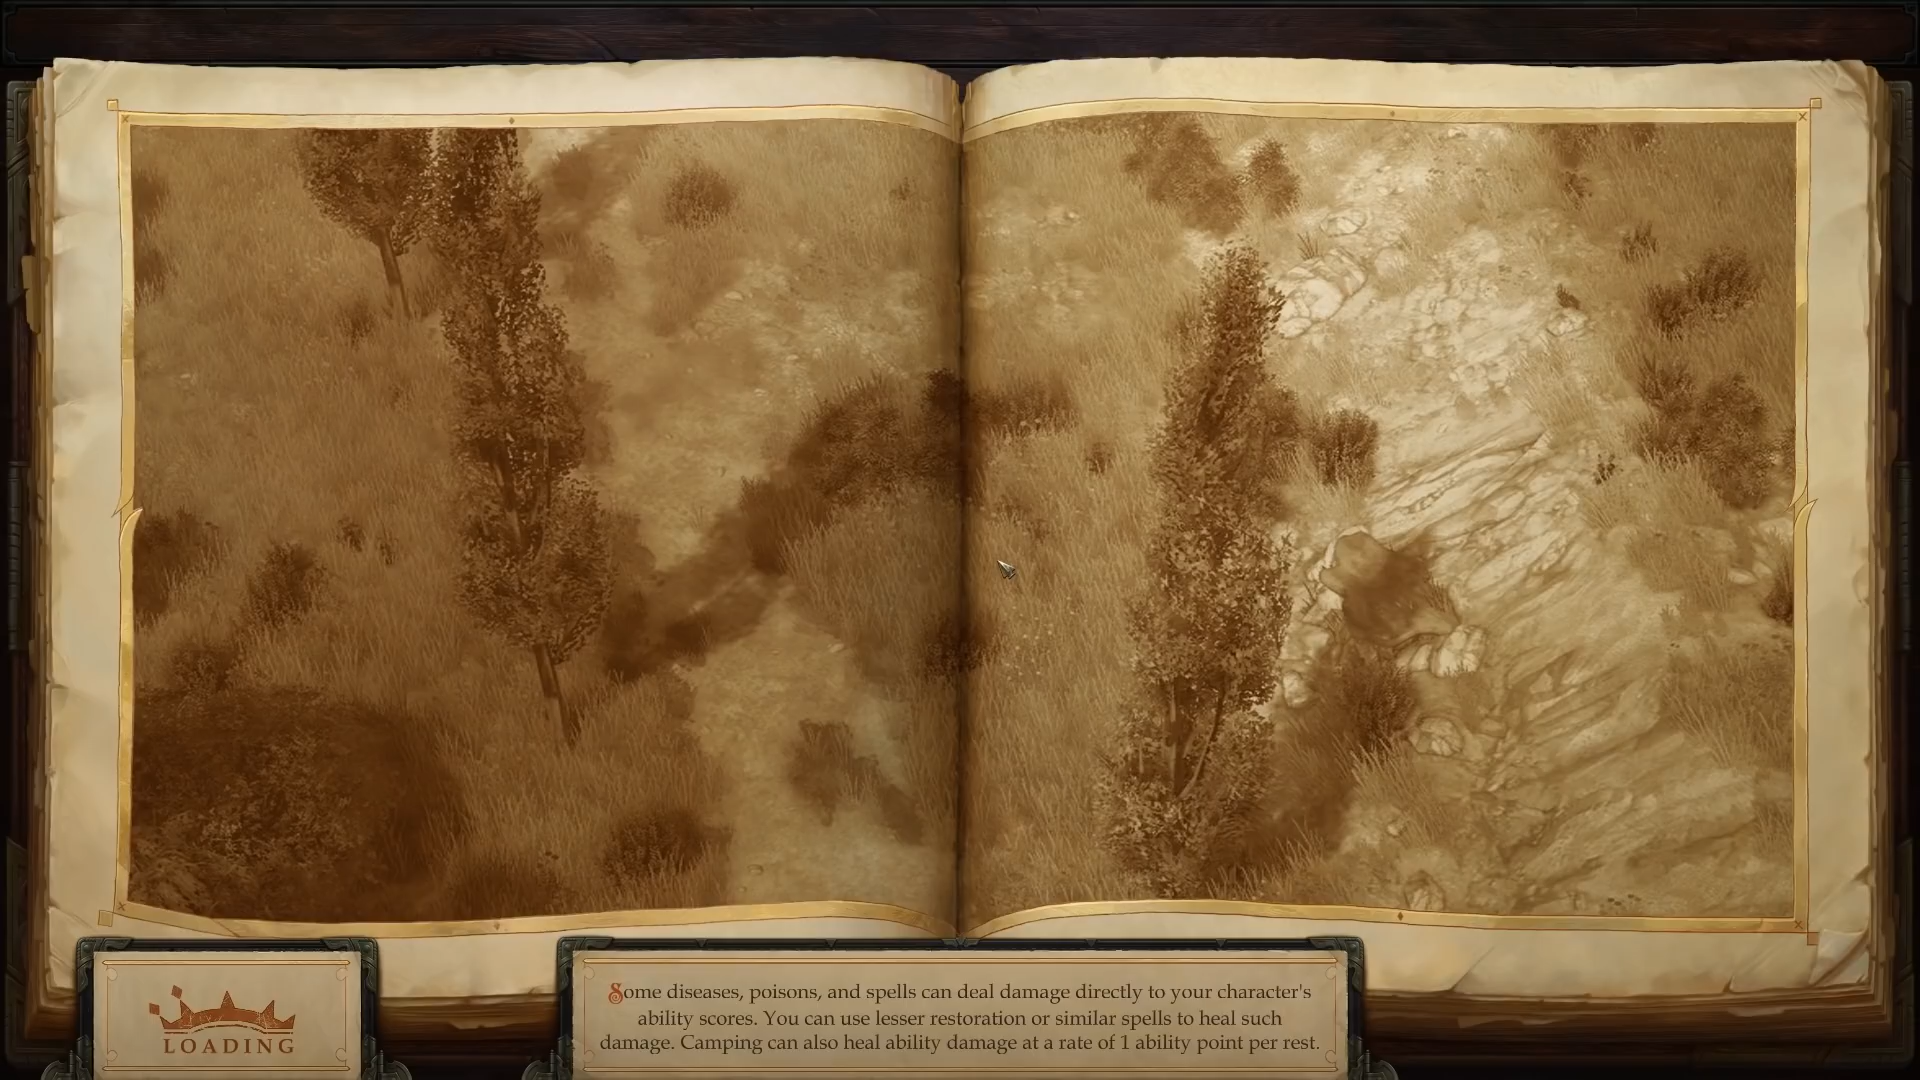 Some diseases, poisons, and spells can deal damage directly to your character's
ability scores. You can use lesser restoration or similar spells to heal such
damage. Camping can also heal ability damage at a rate of 1 ability point per rest.
LOADING